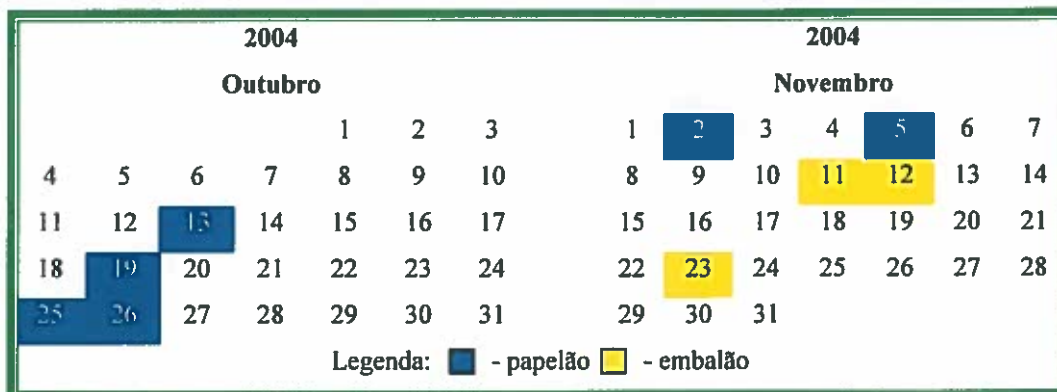 2004 2004
Outubro Novembro
1 2 3 1 2 3 4 5 6 7
4 5 6 7 8 9 10 8 9 10 11 12 13 14
11 12 13 14 15 16 17 15 16 17 18 19 20 21
18 19 20 21 22 23 24 22 23 24 25 26 27 28
25 26 27 28 29 30 31 29 30 31
Legenda: - papelão - embalão